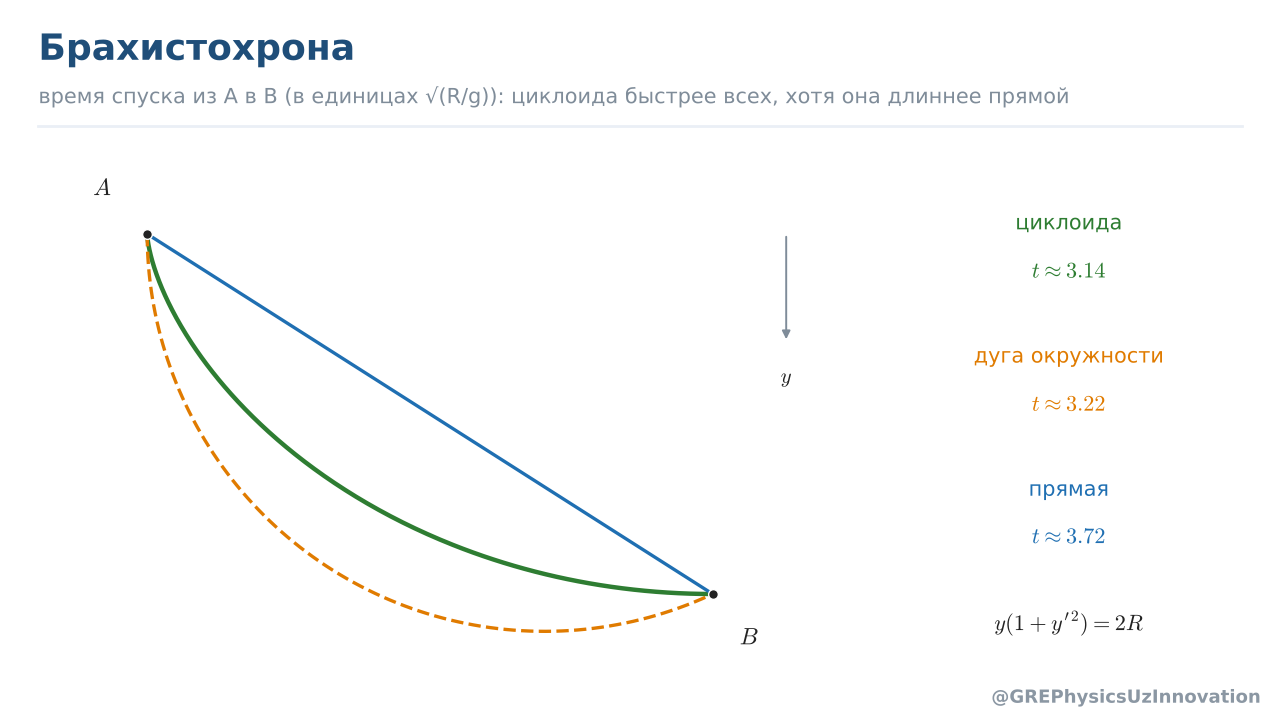 Брахистохрона
время спуска из A в B (в единицах √(R/g)): циклоида быстрее всех, хотя она длиннее прямой
A
циклоида
t ≈ 3.14
дуга окружности
t ≈ 3.22
y
прямая
t ≈ 3.72
y(1 + y′²) = 2R
B
@GREPhysicsUzInnovation